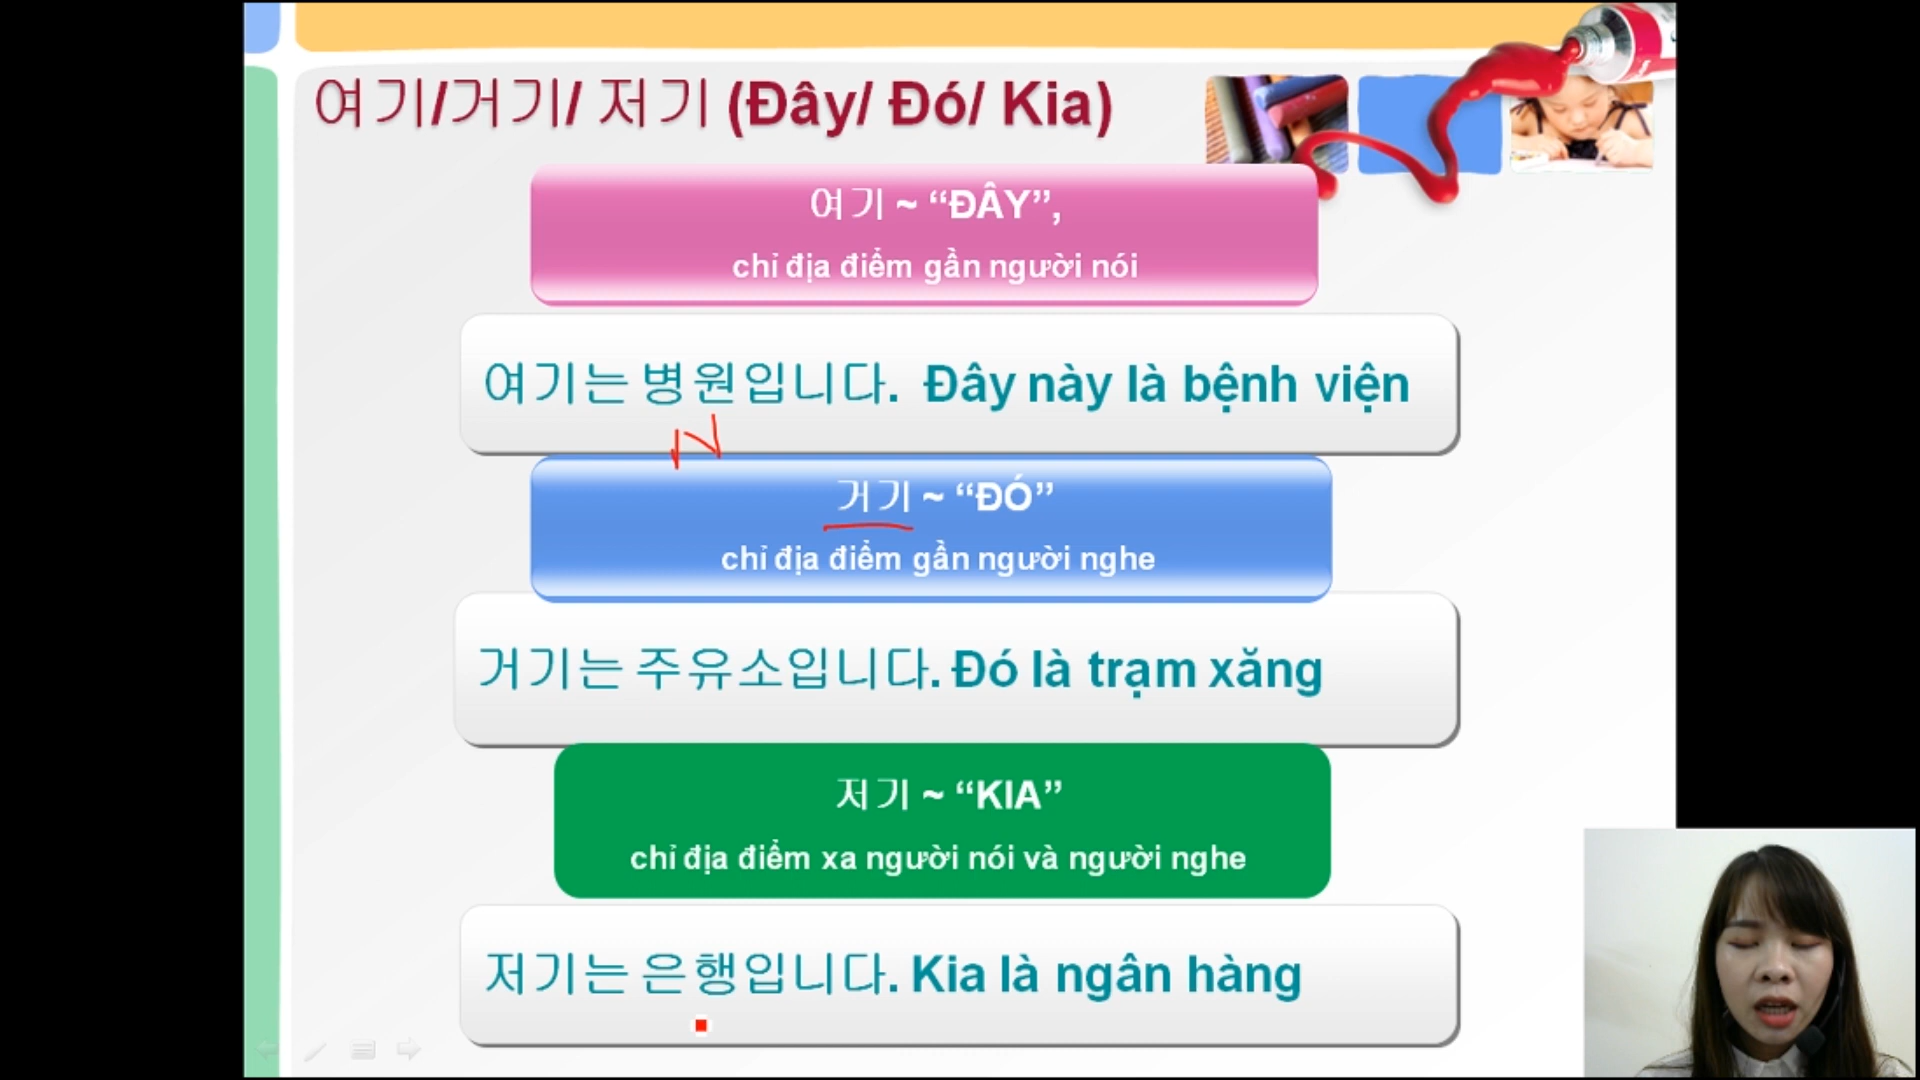 여기/거기/ 저기 (Đây/ Đó/ Kia)
여기 ~ “ĐÂY”,
chỉ địa điểm gần người nói
여기는 병원입니다. Đây này là bệnh viện
N
거기 ~ “ĐÓ”
chỉ địa điểm gần người nghe
거기는 주유소입니다. Đó là trạm xăng
저기 ~ “KIA”
chỉ địa điểm xa người nói và người nghe
저기는 은행입니다. Kia là ngân hàng